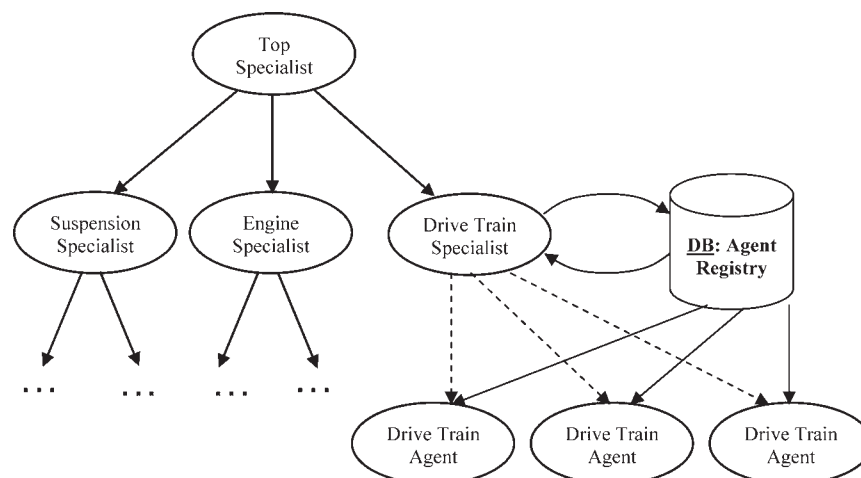 Top
Specialist
Suspension
Specialist
Engine
Specialist
Drive Train
Specialist
DB: Agent
Registry
...
...
...
...
Drive Train
Agent
Drive Train
Agent
Drive Train
Agent